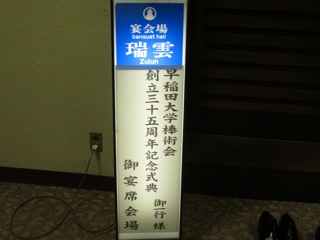 宴会場
banquet hall
瑞雲
Zuiun
早稲田大学棒術会
創立三十五周年記念式典
御一行様
御宴席会場